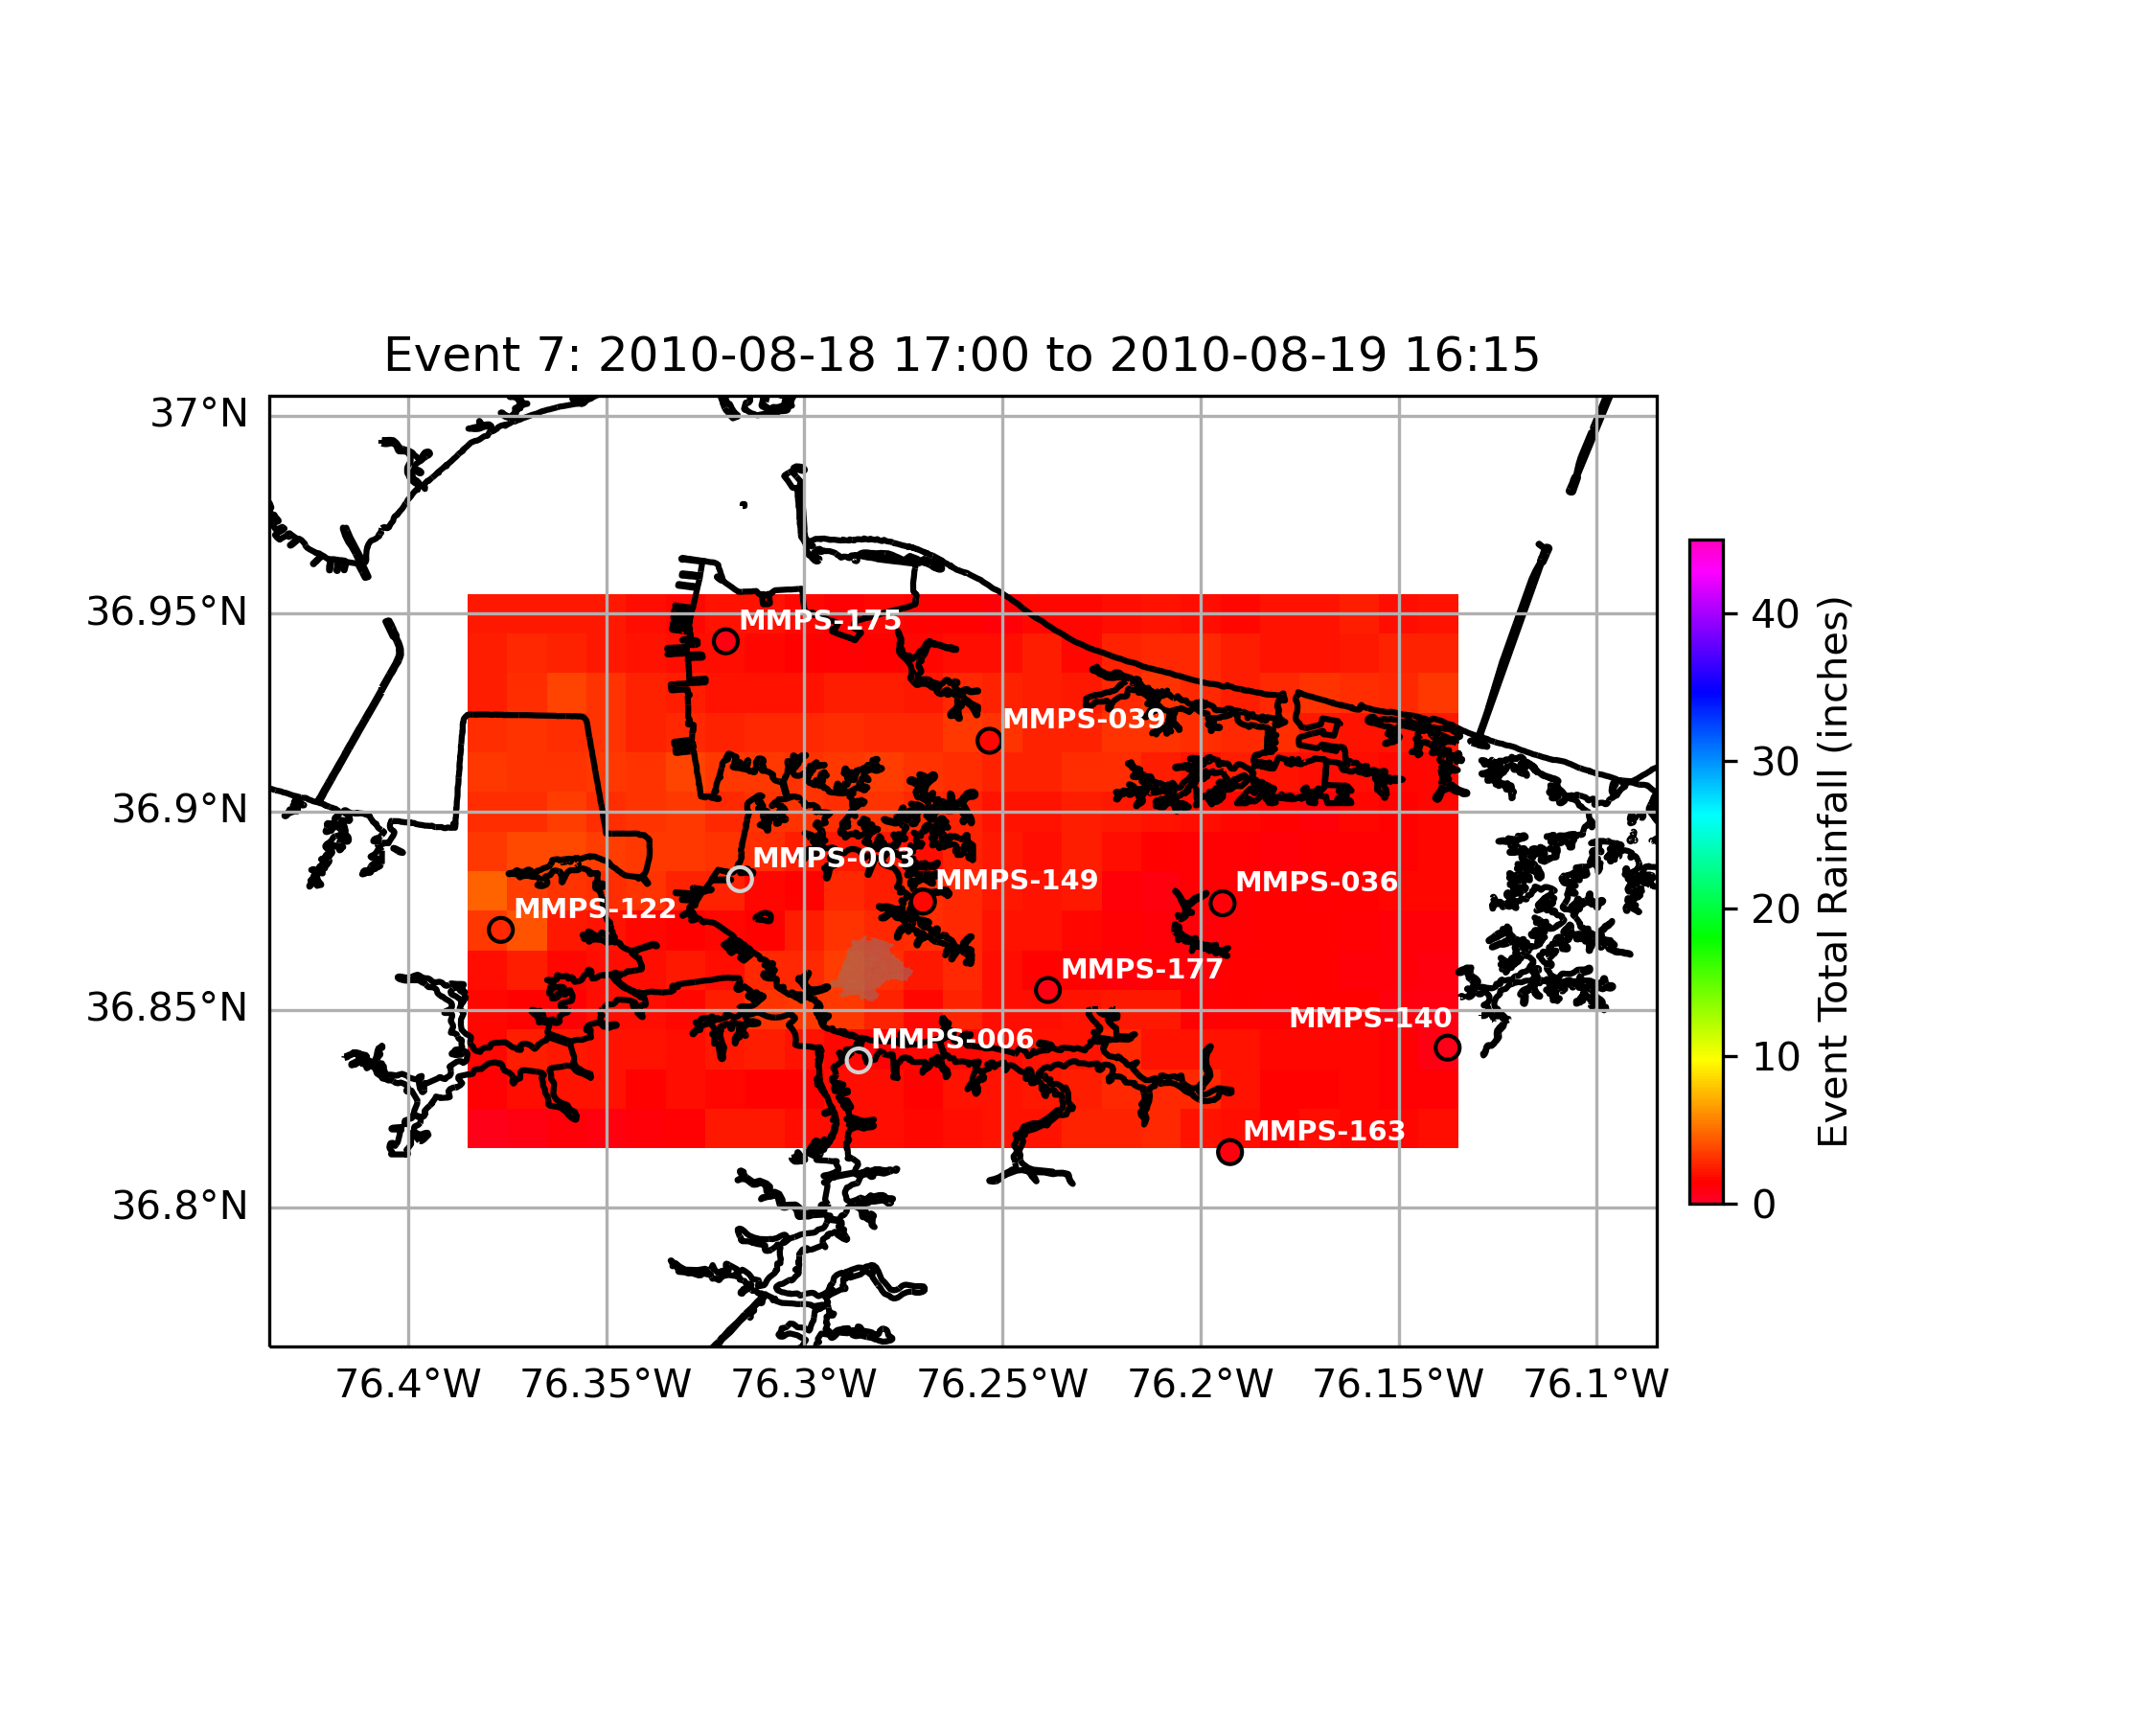 Event 7: 2010-08-18 17:00 to 2010-08-19 16:15
37°N
36.95°N
36.9°N
36.85°N
36.8°N
76.4°W 76.35°W 76.3°W 76.25°W 76.2°W 76.15°W 76.1°W
MMPS-175
MMPS-039
MMPS-003
MMPS-149
MMPS-036
MMPS-122
MMPS-177
MMPS-140
MMPS-006
MMPS-163
40
30
20
10
0
Event Total Rainfall (inches)